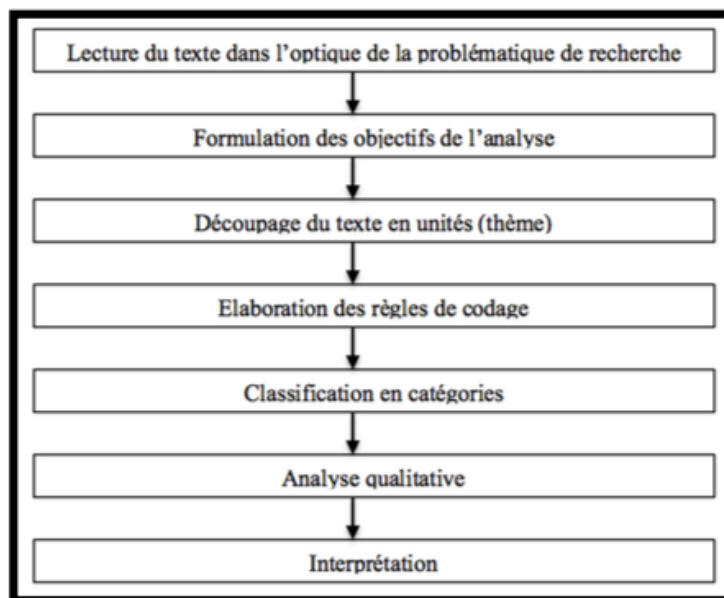 Lecture du texte dans l’optique de la problématique de recherche
Formulation des objectifs de l’analyse
Découpage du texte en unités (thème)
Elaboration des règles de codage
Classification en catégories
Analyse qualitative
Interprétation